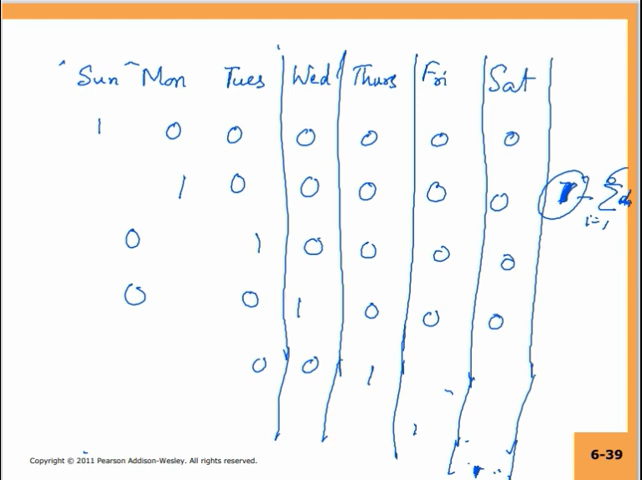 Sun Mon Tues Wed Thurs Fri Sat
1 0 0 0 0 0 0
1 0 0 0 0 0
0 1 0 0 0 0
0 0 1 0 0 0
0 0 1
1
Copyright © 2011 Pearson Addison-Wesley. All rights reserved.
6-39